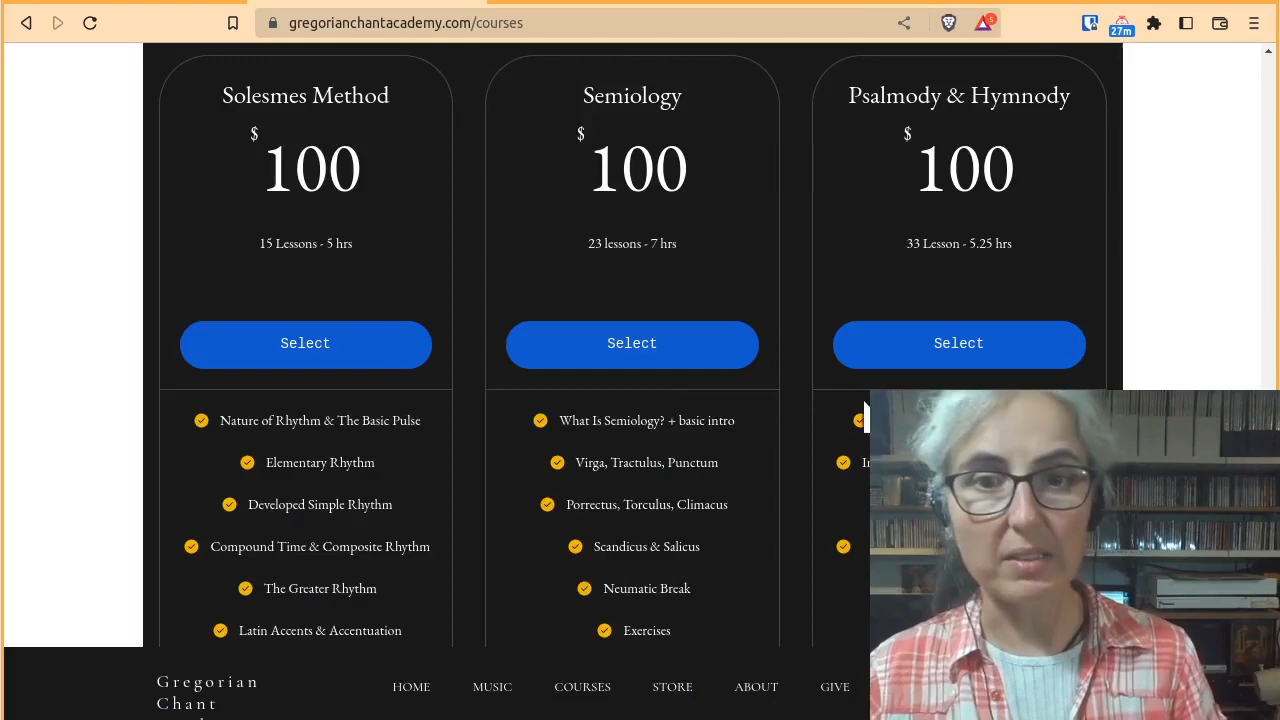 gregorianchantacademy.com/courses
5
27m
Solesmes Method
$
100
15 Lessons - 5 hrs
Select
Nature of Rhythm & The Basic Pulse
Elementary Rhythm
Developed Simple Rhythm
Compound Time & Composite Rhythm
The Greater Rhythm
Latin Accents & Accentuation
Semiology
$
100
23 lessons - 7 hrs
Select
What Is Semiology? + basic intro
Virga, Tractulus, Punctum
Porrectus, Torculus, Climacus
Scandicus & Salicus
Neumatic Break
Exercises
Psalmody & Hymnody
$
100
33 Lesson - 5.25 hrs
Select
Gregorian
Chant
HOME MUSIC COURSES STORE ABOUT GIVE